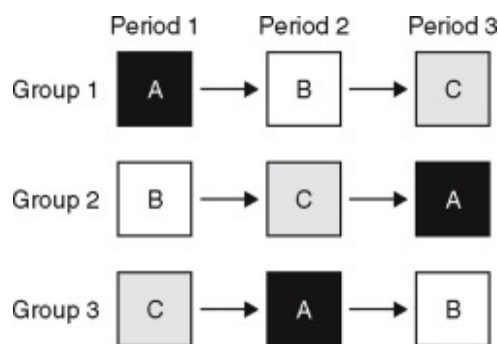 Period 1 Period 2 Period 3
Group 1 A B C
Group 2 B C A
Group 3 C A B